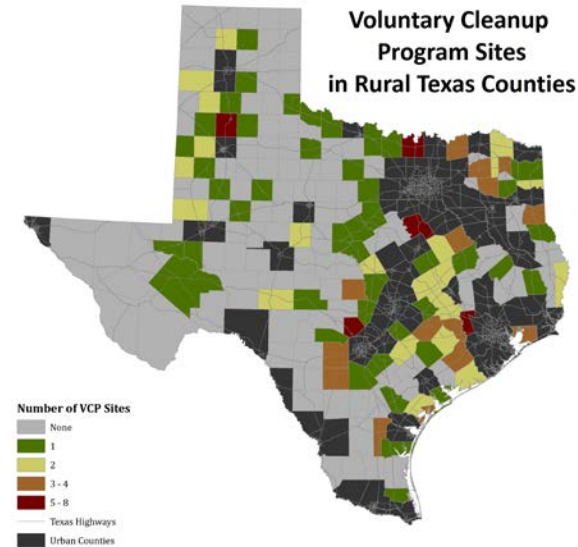 Voluntary Cleanup
Program Sites
in Rural Texas Counties
Number of VCP Sites
None
1
2
3 - 4
5 - 8
Texas Highways
Urban Counties